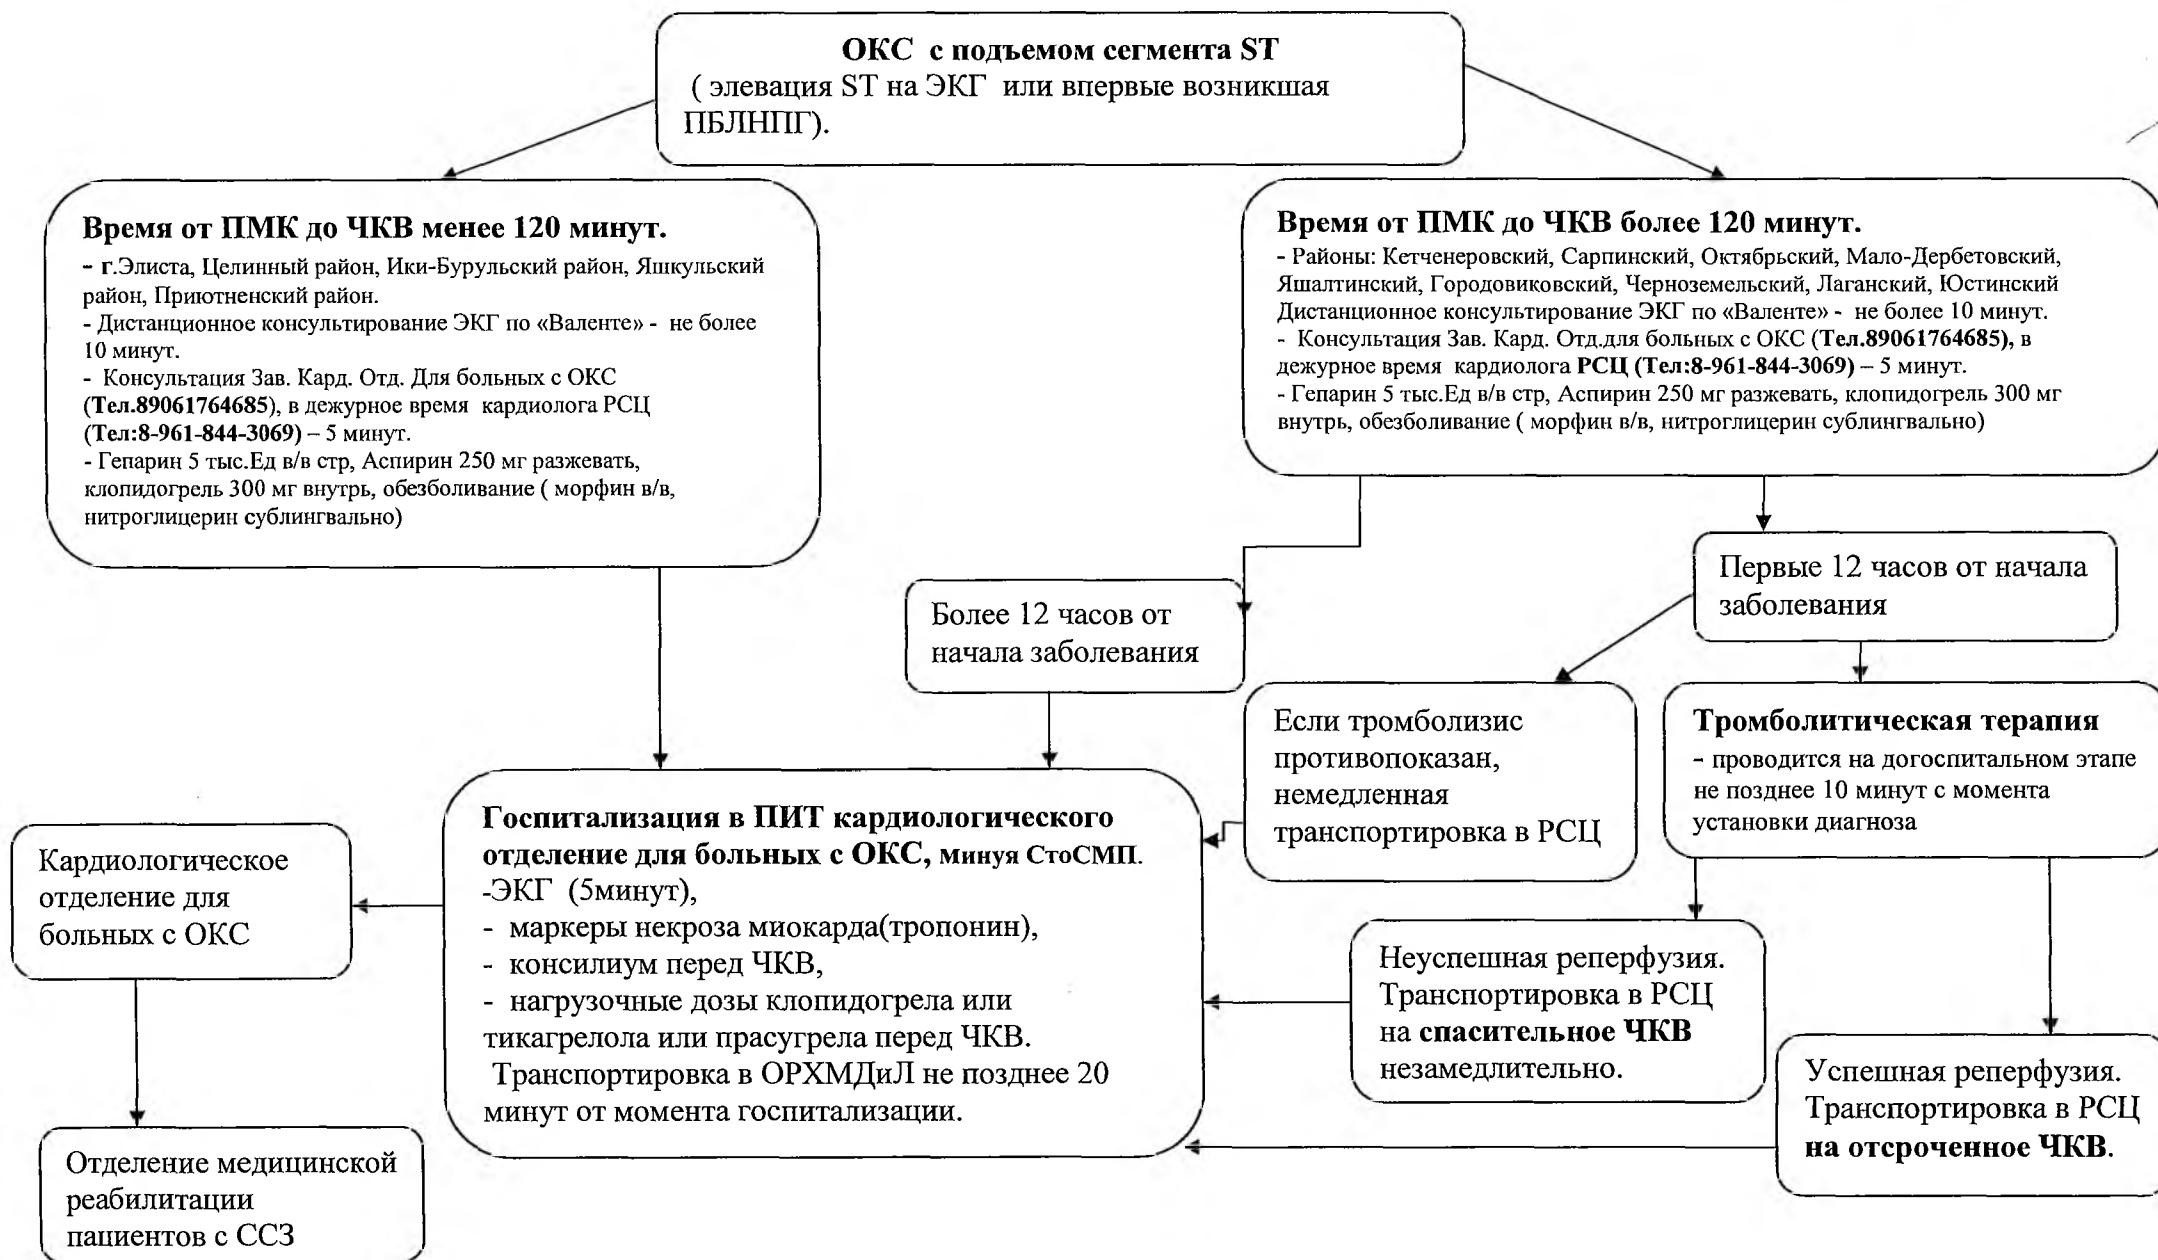 ОКС с подъемом сегмента ST
( элевация ST на ЭКГ или впервые возникшая
ПБЛНПГ).
Время от ПМК до ЧКВ менее 120 минут.
- г.Элиста, Целинный район, Ики-Бурульский район, Яшкульский
район, Приютненский район.
- Дистанционное консультирование ЭКГ по «Валенте» - не более
10 минут.
- Консультация Зав. Кард. Отд. Для больных с ОКС
(Тел.89061764685), в дежурное время кардиолога РСЦ
(Тел:8-961-844-3069) – 5 минут.
- Гепарин 5 тыс.Ед в/в стр, Аспирин 250 мг разжевать,
клопидогрель 300 мг внутрь, обезболивание ( морфин в/в,
нитроглицерин сублингвально)
Время от ПМК до ЧКВ более 120 минут.
- Районы: Кетченеровский, Сарпинский, Октябрьский, Мало-Дербетовский,
Яшалтинский, Городовиковский, Черноземельский, Лаганский, Юстинский
Дистанционное консультирование ЭКГ по «Валенте» - не более 10 минут.
- Консультация Зав. Кард. Отд.для больных с ОКС (Тел.89061764685), в
дежурное время кардиолога РСЦ (Тел:8-961-844-3069) – 5 минут.
- Гепарин 5 тыс.Ед в/в стр, Аспирин 250 мг разжевать, клопидогрель 300 мг
внутрь, обезболивание ( морфин в/в, нитроглицерин сублингвально)
Более 12 часов от
начала заболевания
Первые 12 часов от начала
заболевания
Если тромболизис
противопоказан,
немедленная
транспортировка в РСЦ
Тромболитическая терапия
- проводится на догоспитальном этапе
не позднее 10 минут с момента
установки диагноза
Госпитализация в ПИТ кардиологического
отделение для больных с ОКС, минуя СтоСМП.
-ЭКГ (5минут),
- маркеры некроза миокарда(тропонин),
- консилиум перед ЧКВ,
- нагрузочные дозы клопидогрела или
тикагрелола или прасугрела перед ЧКВ.
Транспортировка в ОРХМДиЛ не позднее 20
минут от момента госпитализации.
Кардиологическое
отделение для
больных с ОКС
Неуспешная реперфузия.
Транспортировка в РСЦ
на спасительное ЧКВ
незамедлительно.
Успешная реперфузия.
Транспортировка в РСЦ
на отсроченное ЧКВ.
Отделение медицинской
реабилитации
пациентов с ССЗ